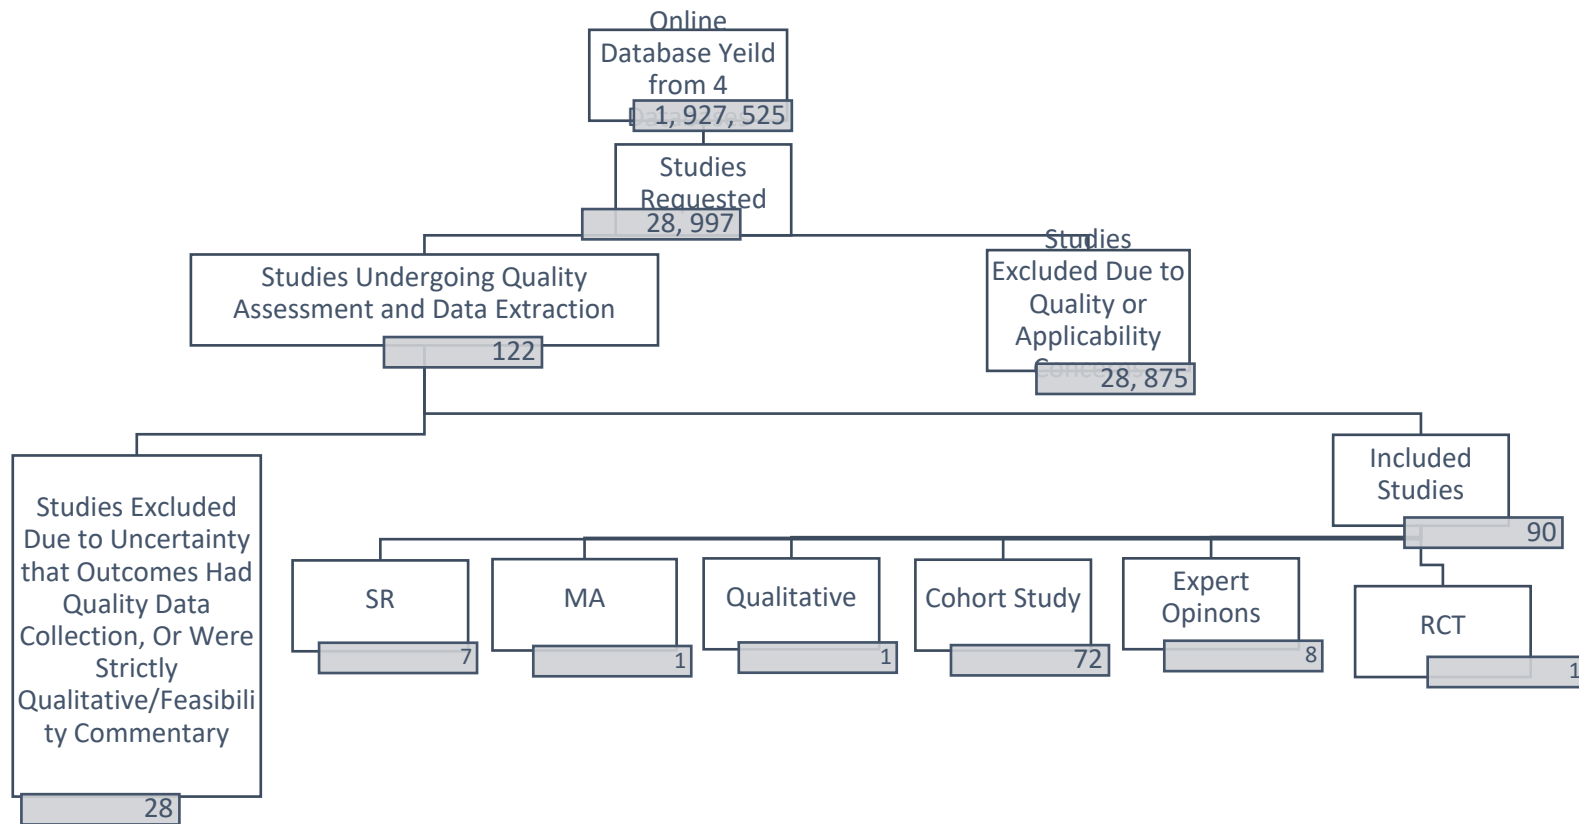 Online
Database Yeild
from 4
Databases
1, 927, 525
Studies
Requested
28, 997
Studies Undergoing Quality
Assessment and Data Extraction
122
Studies
Excluded Due to
Quality or
Applicability
Concerns
28, 875
Studies Excluded
Due to Uncertainty
that Outcomes Had
Quality Data
Collection, Or Were
Strictly
Qualitative/Feasibili
ty Commentary
28
Included
Studies
90
SR
7
MA
1
Qualitative
1
Cohort Study
72
Expert
Opinons
8
RCT
1